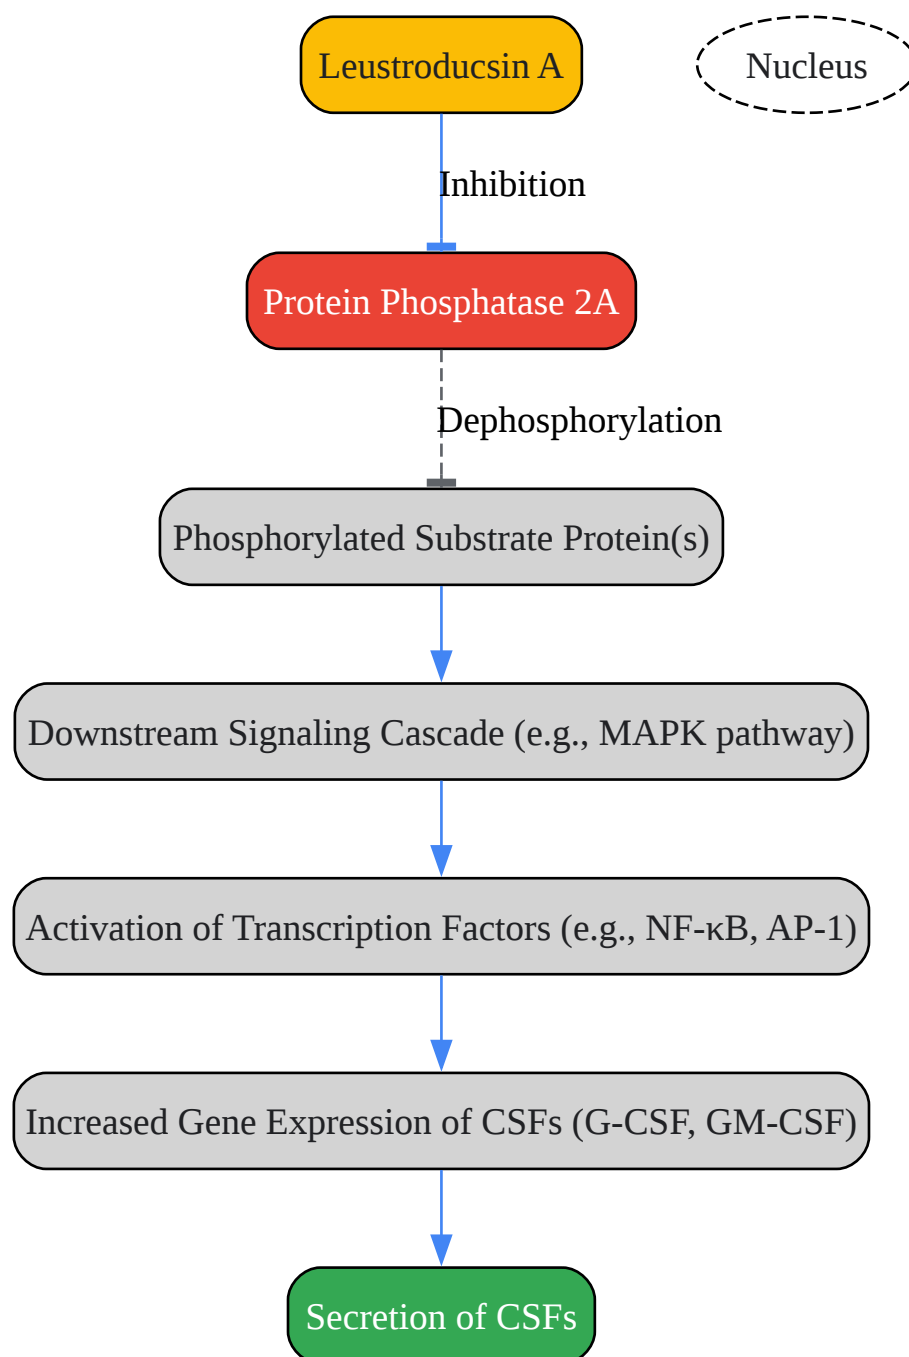 Leustroducsin A
Nucleus
Inhibition
Protein Phosphatase 2A
Dephosphorylation
Phosphorylated Substrate Protein(s)
Downstream Signaling Cascade (e.g., MAPK pathway)
Activation of Transcription Factors (e.g., NF-κB, AP-1)
Increased Gene Expression of CSFs (G-CSF, GM-CSF)
Secretion of CSFs